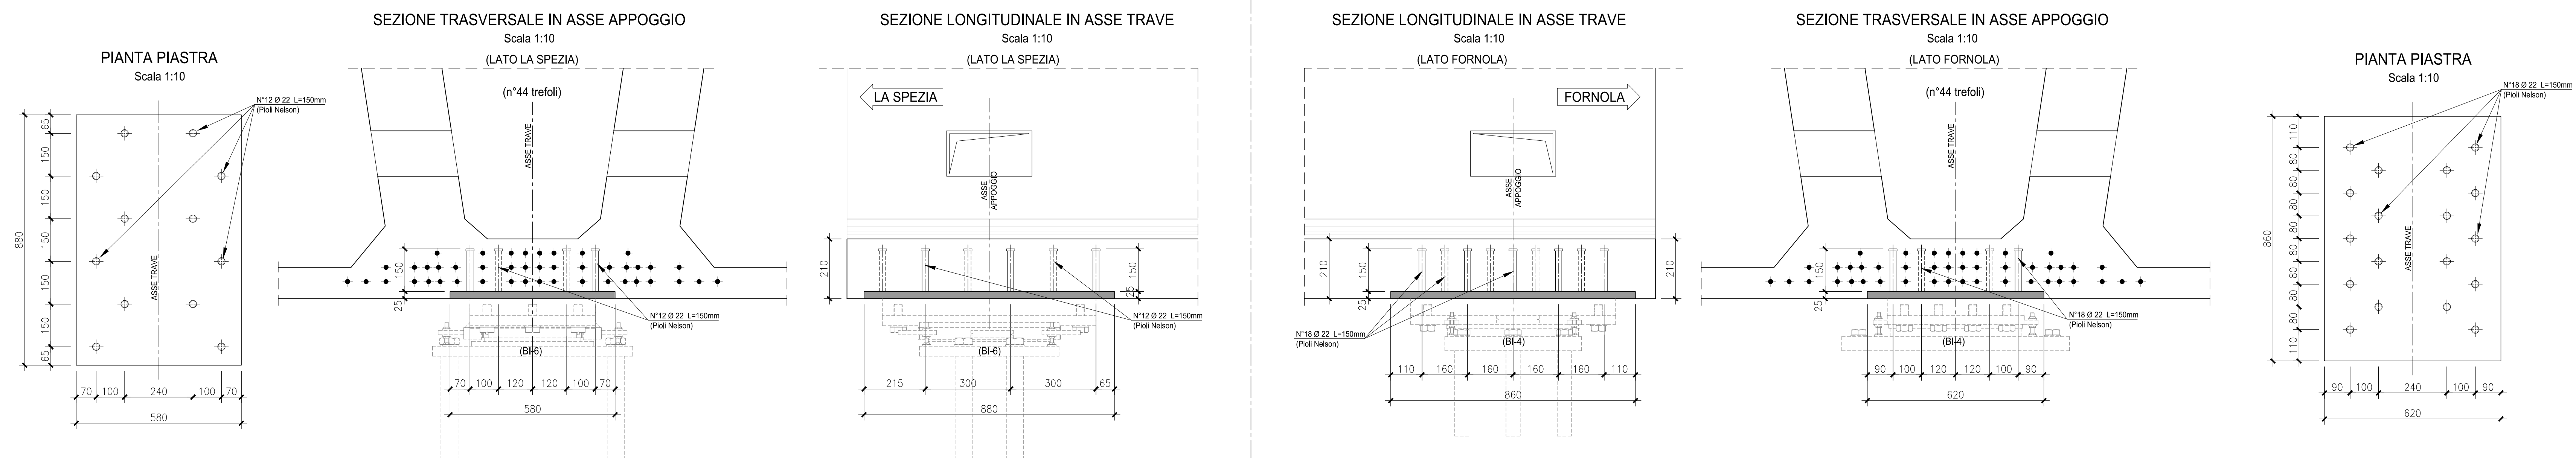 PIANTA PIASTRA
Scala 1:10
N°12 Ø 22 L=150mm
(Pioli Nelson)
65
150
150
150
150
150
65
880
ASSE TRAVE
70
100
240
100
70
580
SEZIONE TRASVERSALE IN ASSE APPOGGIO
Scala 1:10
(LATO LA SPEZIA)
(n°44 trefoli)
ASSE TRAVE
150
25
N°12 Ø 22 L=150mm
(Pioli Nelson)
(BI-6)
70
100
120
120
100
70
580
SEZIONE LONGITUDINALE IN ASSE TRAVE
Scala 1:10
(LATO LA SPEZIA)
LA SPEZIA
ASSE
APPOGGIO
210
150
25
N°12 Ø 22 L=150mm
(Pioli Nelson)
(BI-6)
215
300
300
65
880
SEZIONE LONGITUDINALE IN ASSE TRAVE
Scala 1:10
(LATO FORNOLA)
FORNOLA
ASSE
APPOGGIO
210
150
25
210
N°18 Ø 22 L=150mm
(Pioli Nelson)
(BI-4)
110
160
160
160
160
110
860
SEZIONE TRASVERSALE IN ASSE APPOGGIO
Scala 1:10
(LATO FORNOLA)
(n°44 trefoli)
ASSE TRAVE
150
25
N°18 Ø 22 L=150mm
(Pioli Nelson)
(BI-4)
90
100
120
120
100
90
620
PIANTA PIASTRA
Scala 1:10
N°18 Ø 22 L=150mm
(Pioli Nelson)
110
80
80
80
80
80
80
80
80
110
860
ASSE TRAVE
90
100
240
100
90
620